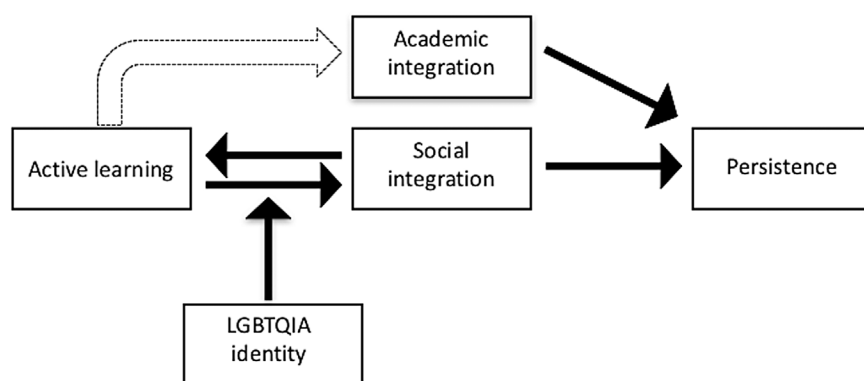 Academic
integration
Active learning
Social
integration
Persistence
LGBTQIA
identity